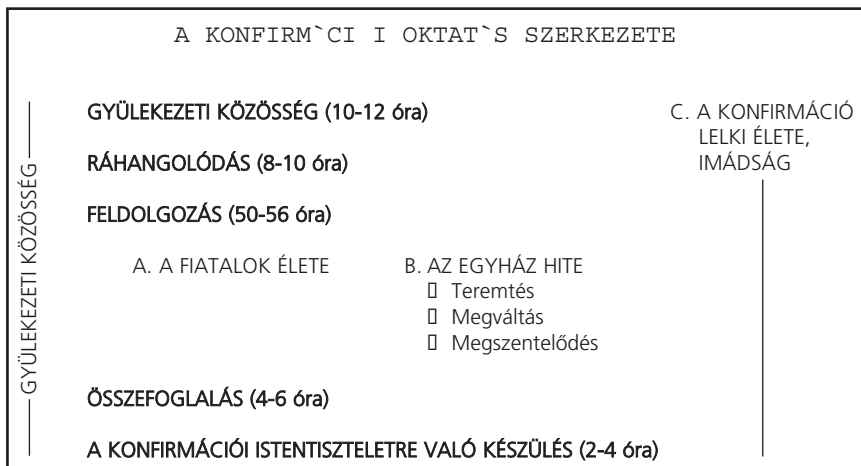 A KONFIRM`CI I OKTAT`S SZERKEZETE
GYÜLEKEZETI KÖZÖSSÉG (10-12 óra)
C. A KONFIRMÁCIÓ
LELKI ÉLETE,
IMÁDSÁG
RÁHANGOLÓDÁS (8-10 óra)
FELDOLGOZÁS (50-56 óra)
GYÜLEKEZETI KÖZÖSSÉG
A. A FIATALOK ÉLETE
B. AZ EGYHÁZ HITE
▯ Teremtés
▯ Megváltás
▯ Megszentelődés
ÖSSZEFOGLALÁS (4-6 óra)
A KONFIRMÁCIÓI ISTENTISZTELETRE VALÓ KÉSZÜLÉS (2-4 óra)